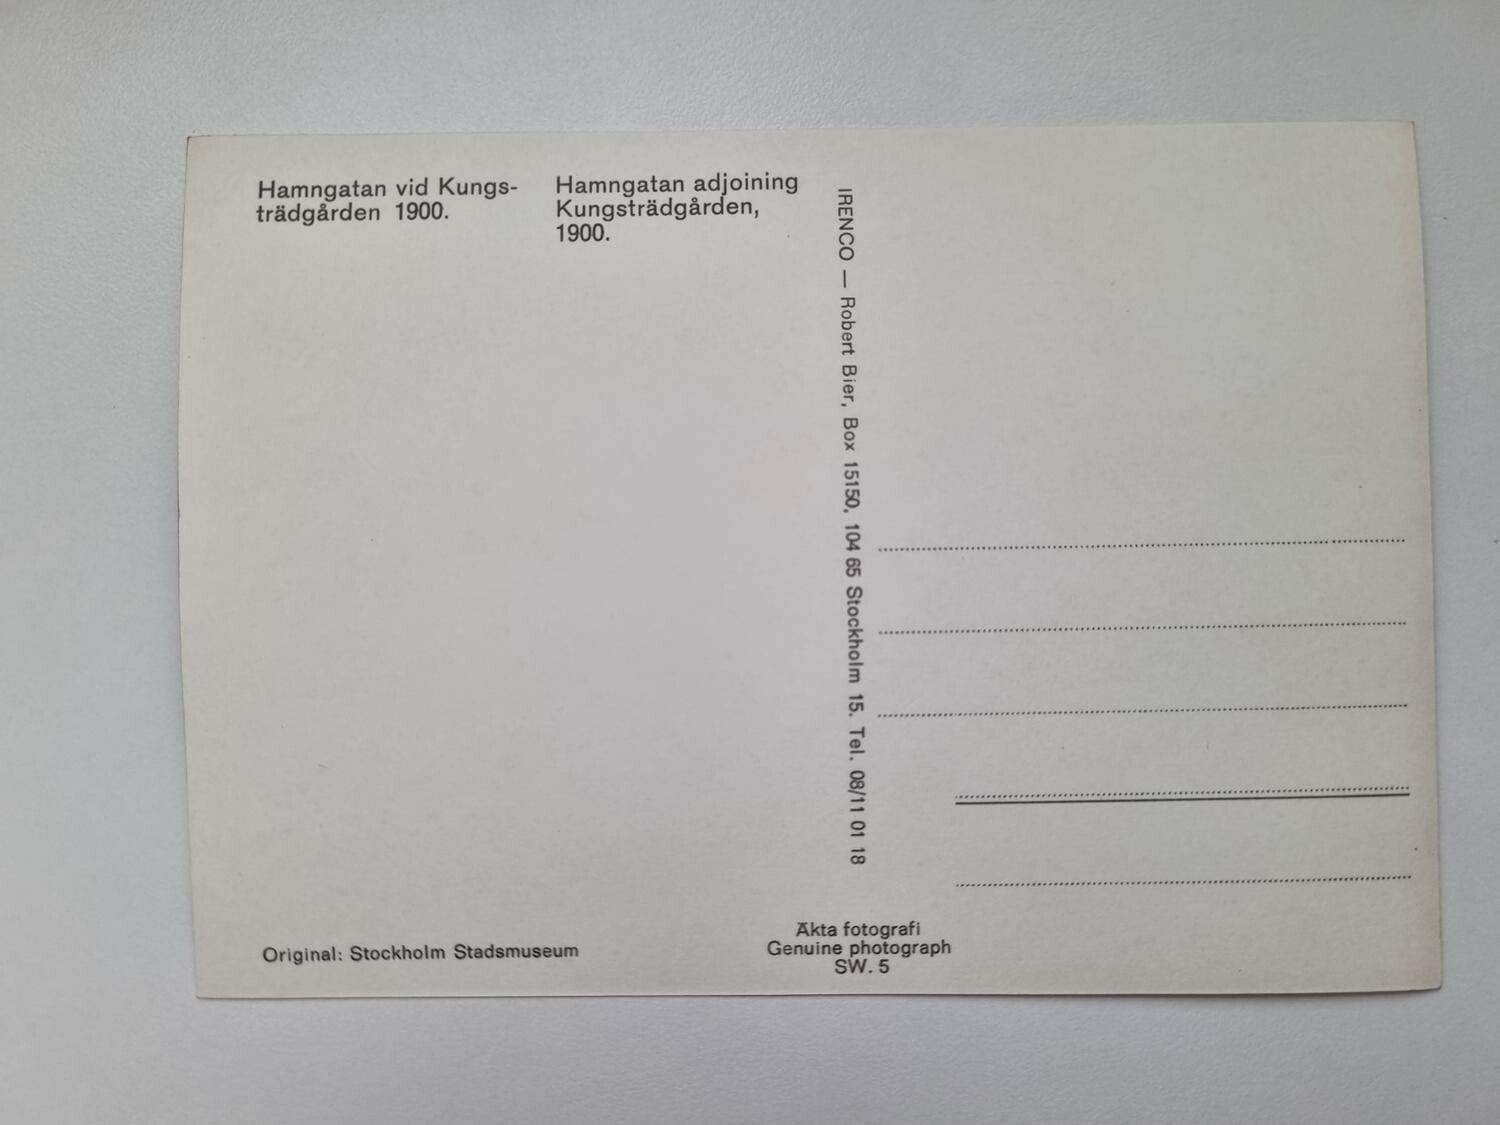 Hamngatan vid Kungs-
trädgården 1900.
Hamngatan adjoining
Kungsträdgården,
1900.
IRENCO — Robert Bier, Box 15150, 104 65 Stockholm 15. Tel. 08/11 01 18
Original: Stockholm Stadsmuseum
Äkta fotografi
Genuine photograph
SW. 5